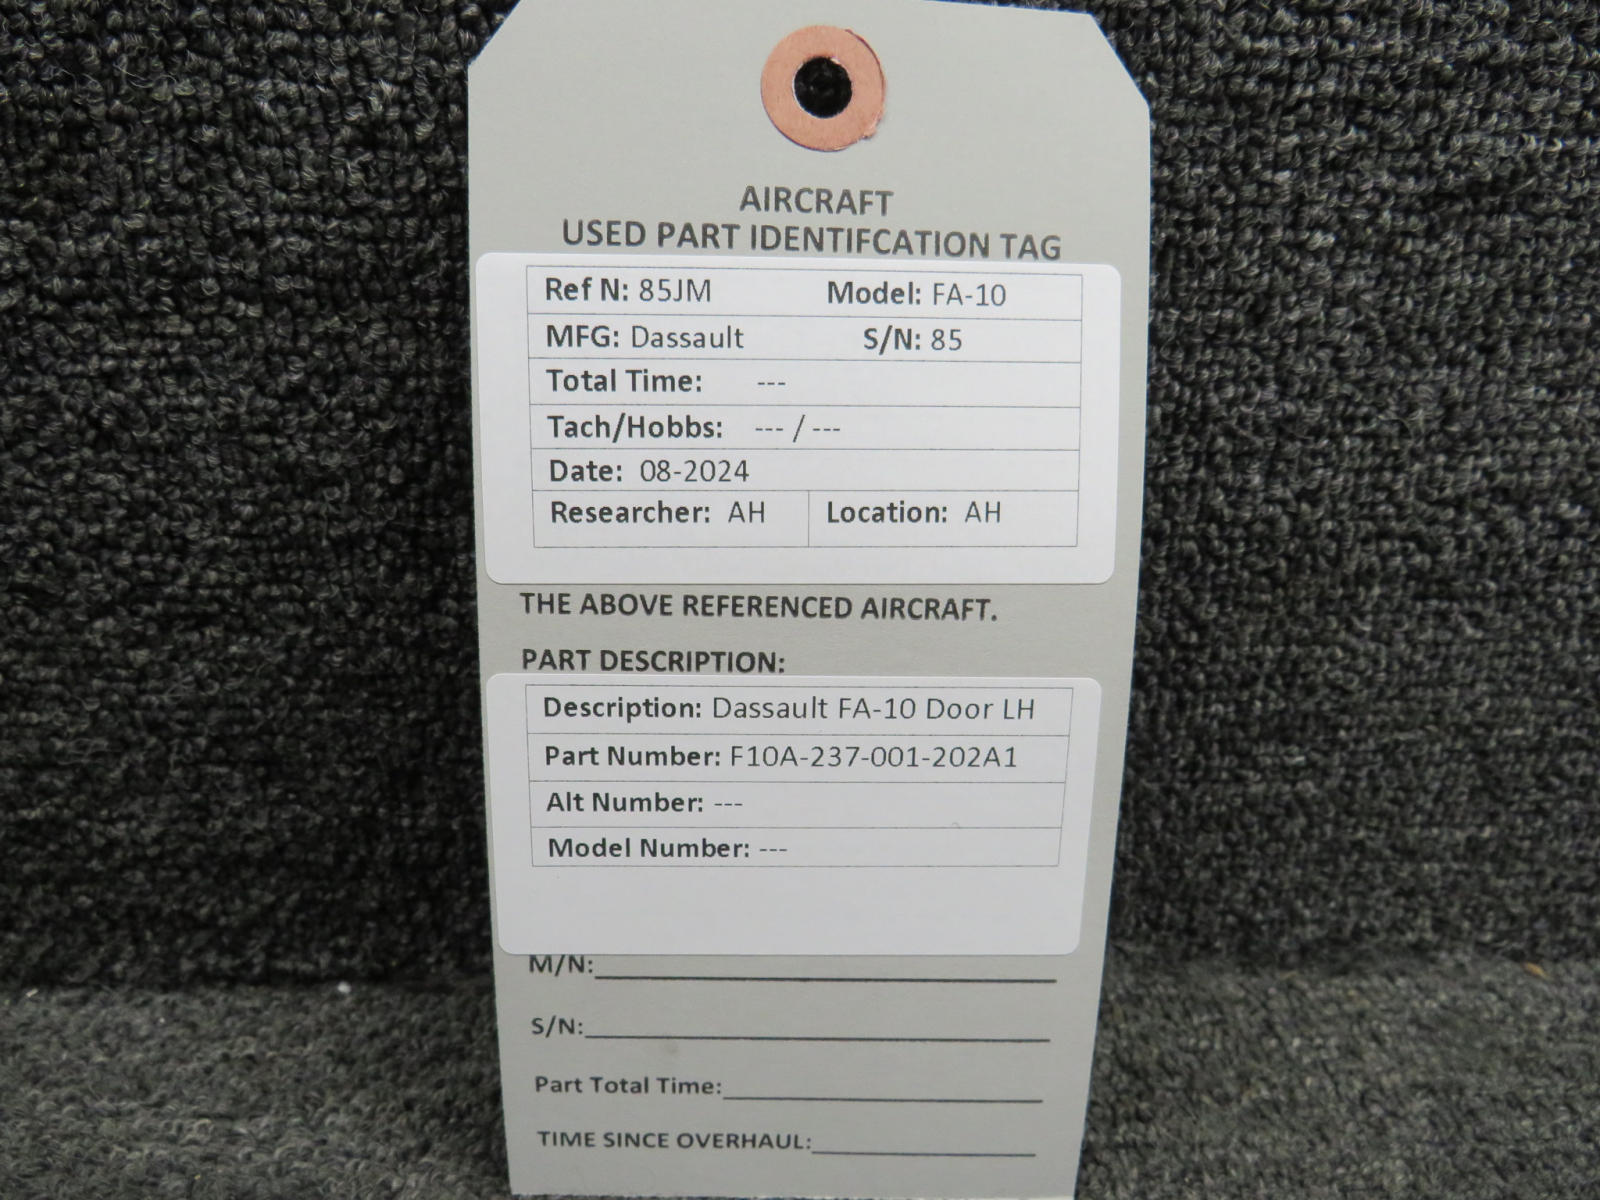 AIRCRAFT
USED PART IDENTIFCATION TAG
Ref N: 85JM Model: FA-10
MFG: Dassault S/N: 85
Total Time: ---
Tach/Hobbs: --- / ---
Date: 08-2024
Researcher: AH Location: AH
THE ABOVE REFERENCED AIRCRAFT.
PART DESCRIPTION:
Description: Dassault FA-10 Door LH
Part Number: F10A-237-001-202A1
Alt Number: ---
Model Number: ---
M/N:
S/N:
Part Total Time:
TIME SINCE OVERHAUL: